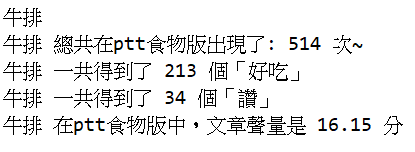 牛排
牛排 總共在ptt食物版出現了: 514 次~
牛排 一共得到了 213 個「好吃」
牛排 一共得到了 34 個「讚」
牛排 在ptt食物版中，文章聲量是 16.15 分